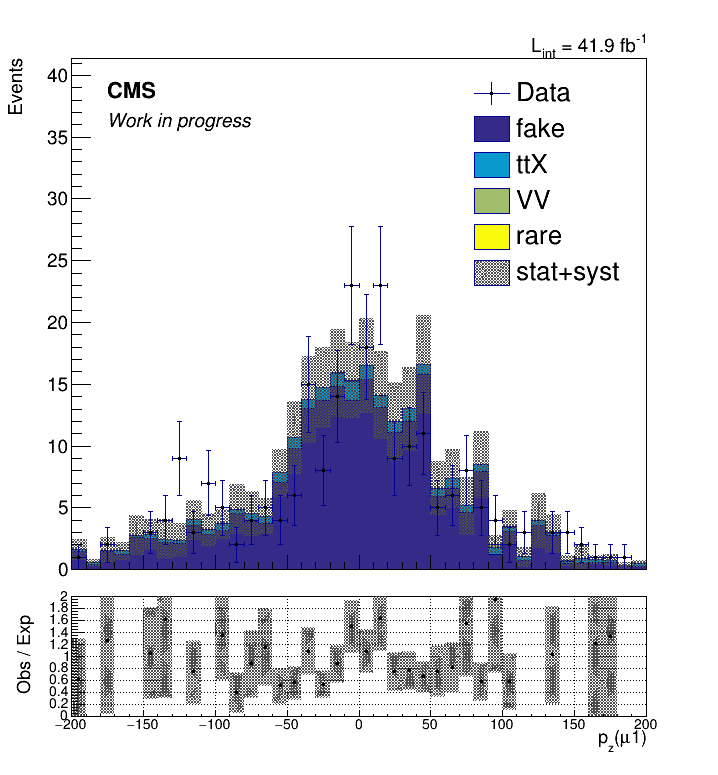 L_int = 41.9 fb^-1
Events
CMS
Work in progress
Data
fake
ttX
VV
rare
stat+syst
40
35
30
25
20
15
10
5
0
Obs / Exp
2
1.8
1.6
1.4
1.2
1
0.8
0.6
0.4
0.2
0
−200 −150 −100 −50 0 50 100 150 200
p_z(μ1)